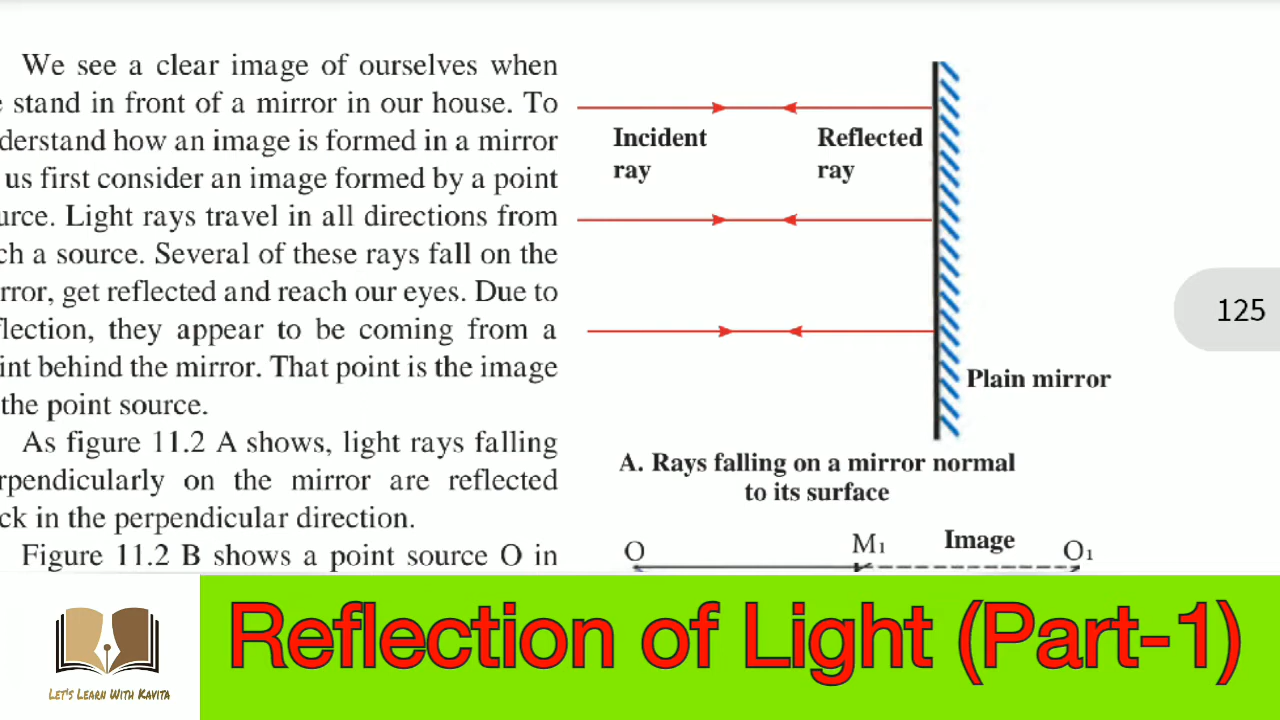 We see a clear image of ourselves when
stand in front of a mirror in our house. To
derstand how an image is formed in a mirror
us first consider an image formed by a point
urce. Light rays travel in all directions from
ch a source. Several of these rays fall on the
rror, get reflected and reach our eyes. Due to
flection, they appear to be coming from a
int behind the mirror. That point is the image
the point source.
As figure 11.2 A shows, light rays falling
rpendicularly on the mirror are reflected
ck in the perpendicular direction.
Figure 11.2 B shows a point source O in
Incident
ray
Reflected
ray
Plain mirror
A. Rays falling on a mirror normal
to its surface
O M1 Image O1
125
LET'S LEARN WITH KAVITA
Reflection of Light (Part-1)